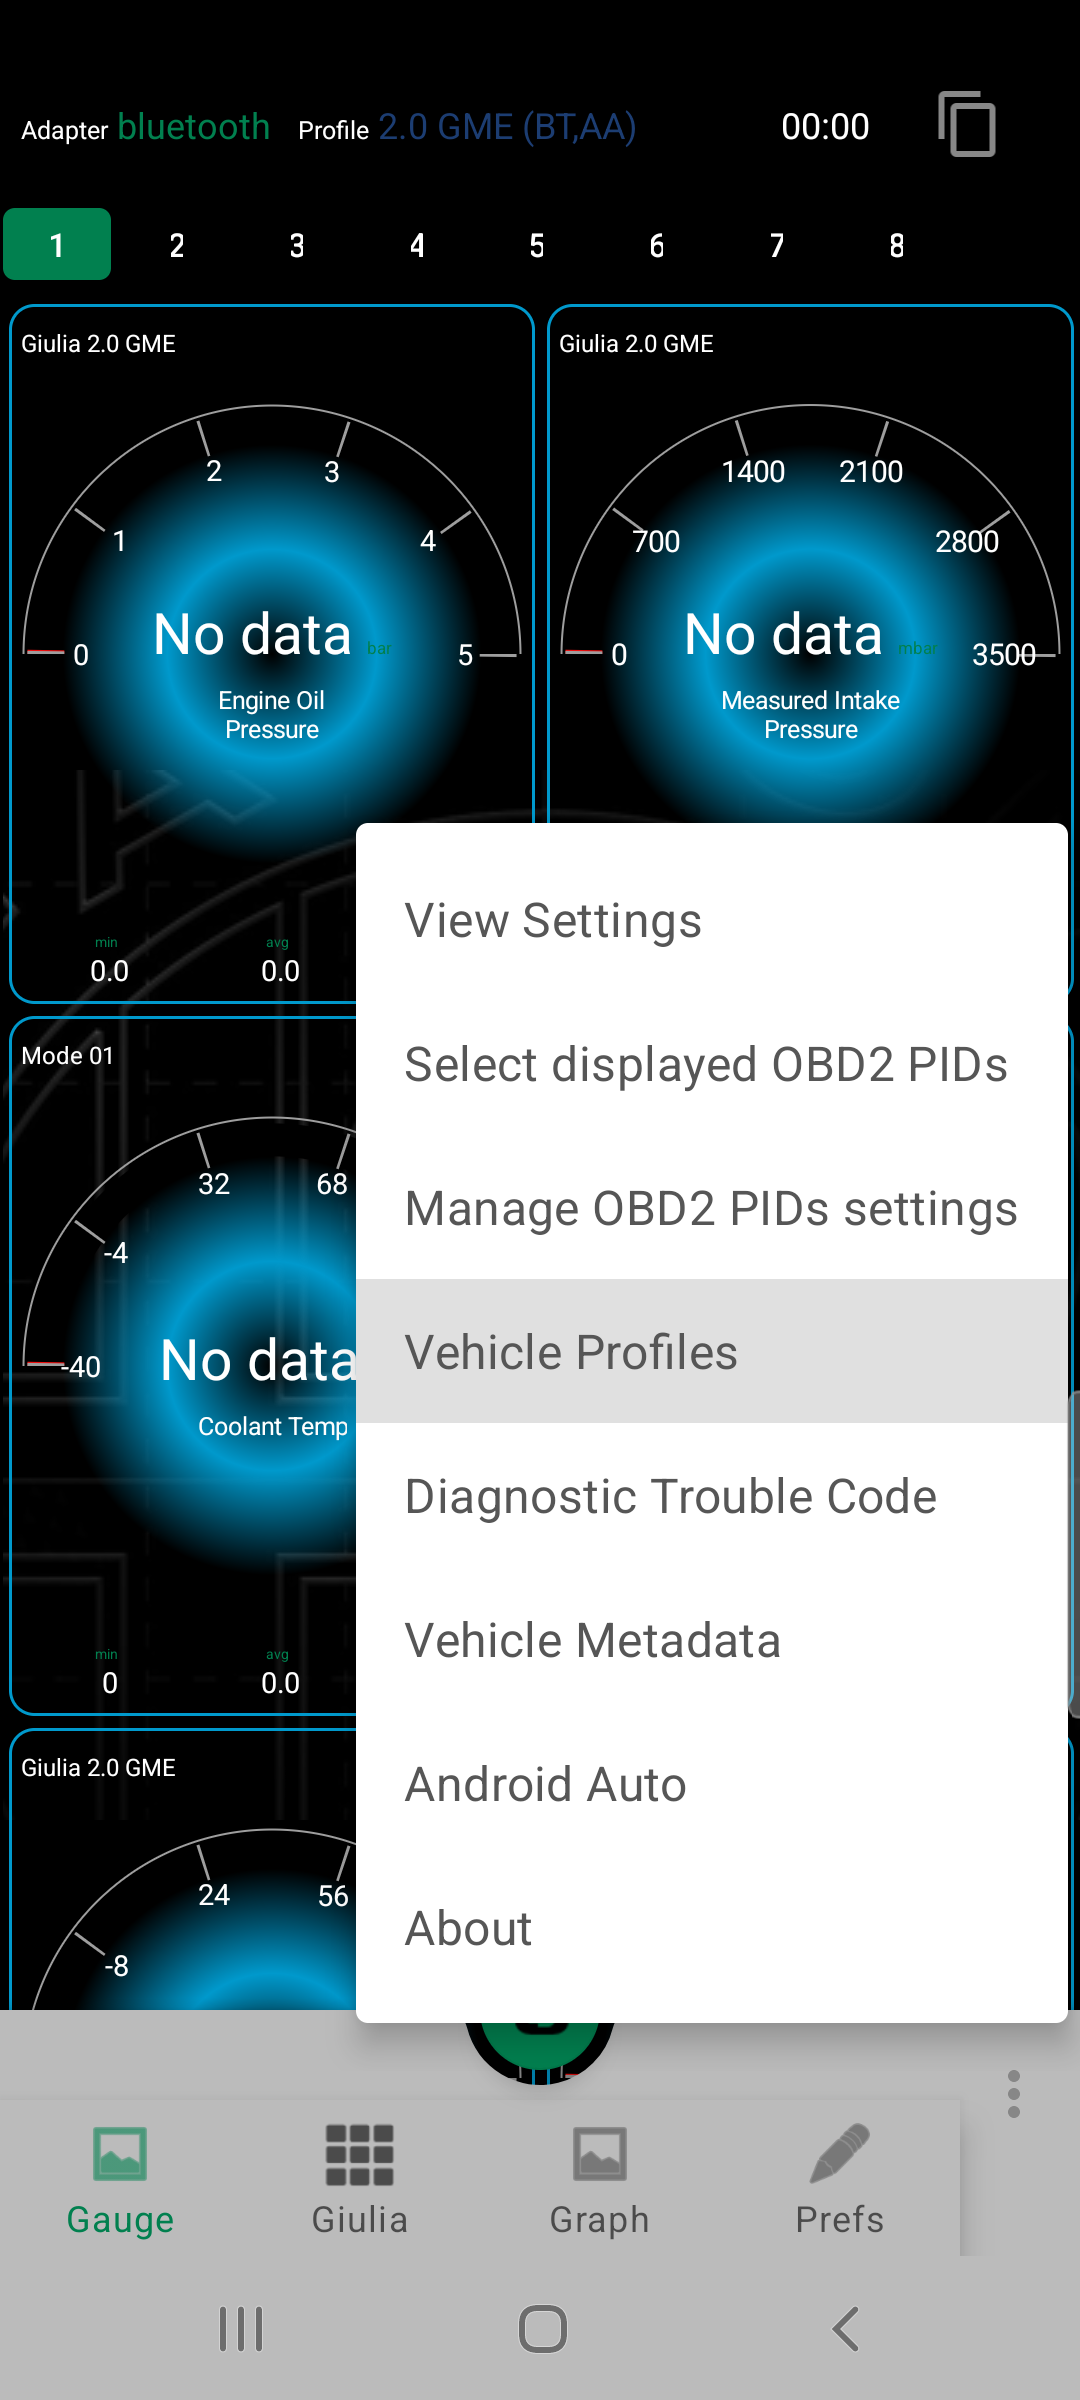 Adapter bluetooth Profile 2.0 GME (BT,AA) 00:00
1 2 3 4 5 6 7 8
Giulia 2.0 GME
0 1 2 3 4 5
No data bar
Engine Oil
Pressure
min avg
0.0 0.0
Giulia 2.0 GME
0 700 1400 2100 2800 3500
No data mbar
Measured Intake
Pressure
Mode 01
-40 -4 32 68
No data
Coolant Temp
min avg
0 0.0
Giulia 2.0 GME
-8 24 56
View Settings
Select displayed OBD2 PIDs
Manage OBD2 PIDs settings
Vehicle Profiles
Diagnostic Trouble Code
Vehicle Metadata
Android Auto
About
Gauge Giulia Graph Prefs